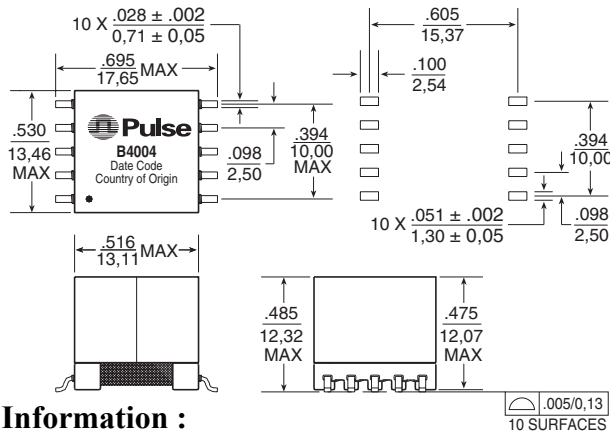 10 X .028 ± .002
0,71 ± 0,05
.695
17,65 MAX
.530
13,46
MAX
Pulse
B4004
Date Code
Country of Origin
.098
2,50
.394
10,00
MAX
.605
15,37
.100
2,54
.394
10,00
10 X .051 ± .002
1,30 ± 0,05
.098
2,50
.516
13,11 MAX
.485
12,32
MAX
.475
12,07
MAX
.005/0,13
10 SURFACES
Information :